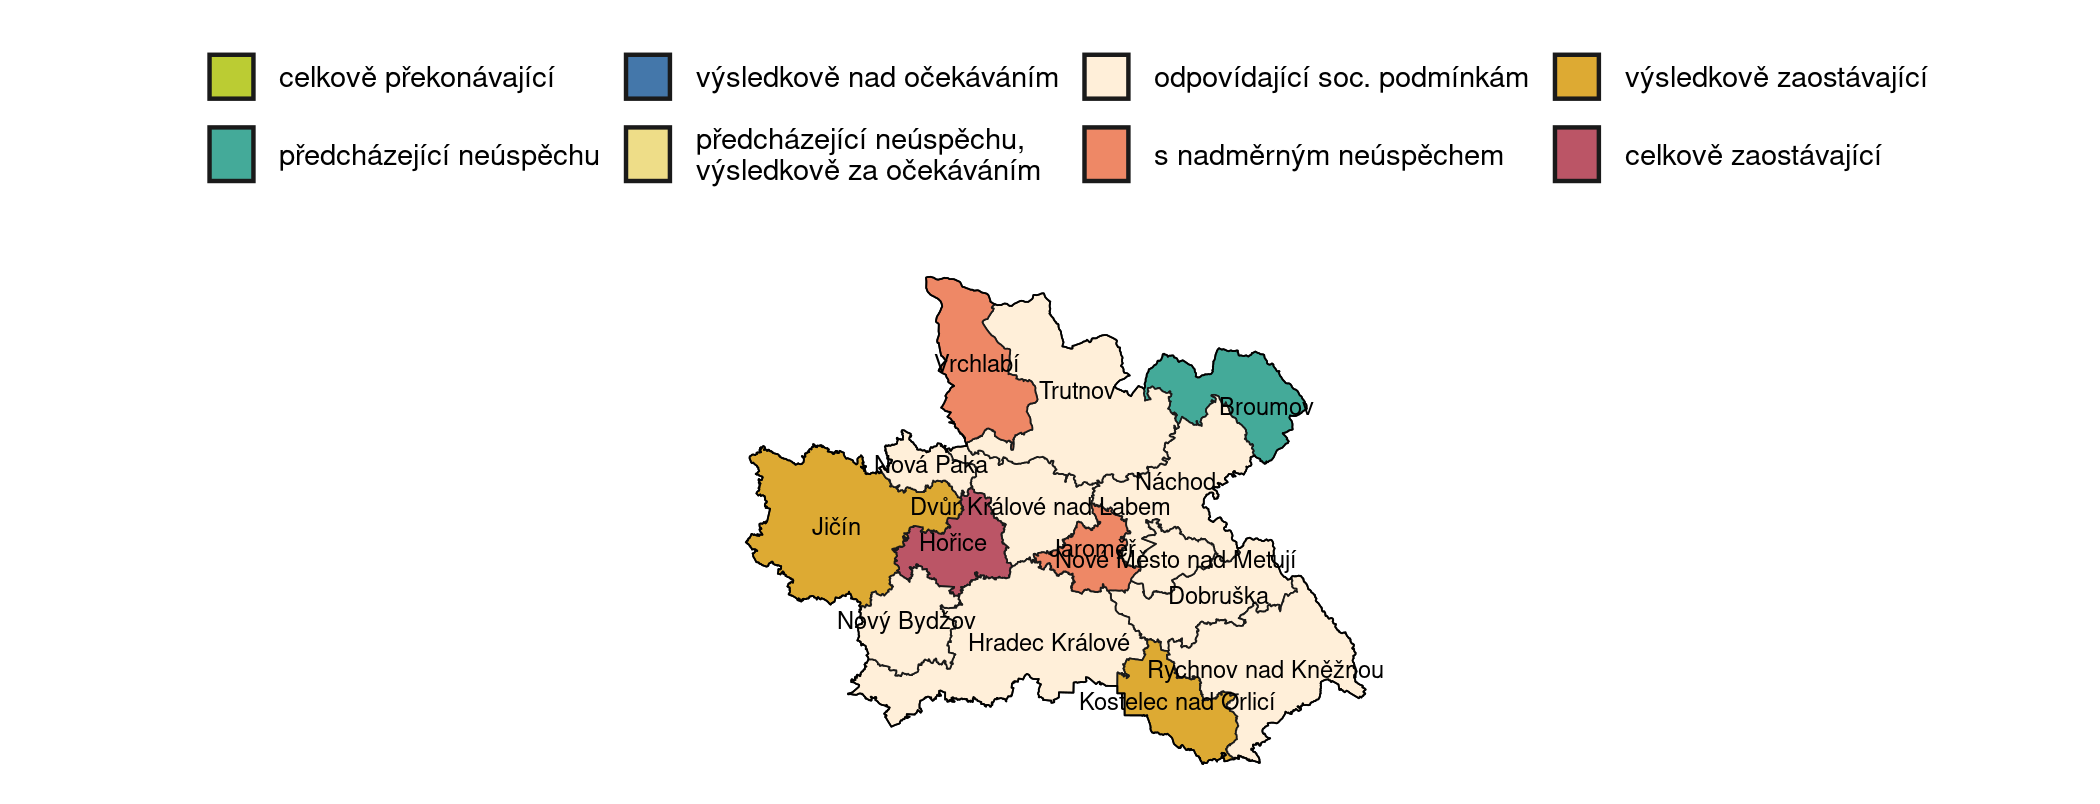 celkově překonávající
výsledkově nad očekáváním
odpovídající soc. podmínkám
výsledkově zaostávající
předcházející neúspěchu
předcházející neúspěchu,
výsledkově za očekáváním
s nadměrným neúspěchem
celkově zaostávající
Vrchlabí
Trutnov
Broumov
Nová Paka
Náchod
Dvůr Králové nad Labem
Jičín
Hořice
Jaroměř
Nové Město nad Metují
Dobruška
Nový Bydžov
Hradec Králové
Rychnov nad Kněžnou
Kostelec nad Orlicí